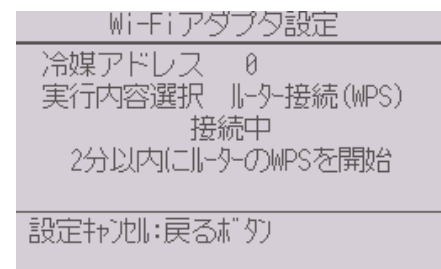 Wi-Fiアダプタ設定
冷媒アドレス 0
実行内容選択 ﾙｰﾀｰ接続(WPS)
接続中
2分以内にﾙｰﾀｰのWPSを開始
設定ｷｬﾝｾﾙ:戻るﾎﾞﾀﾝ